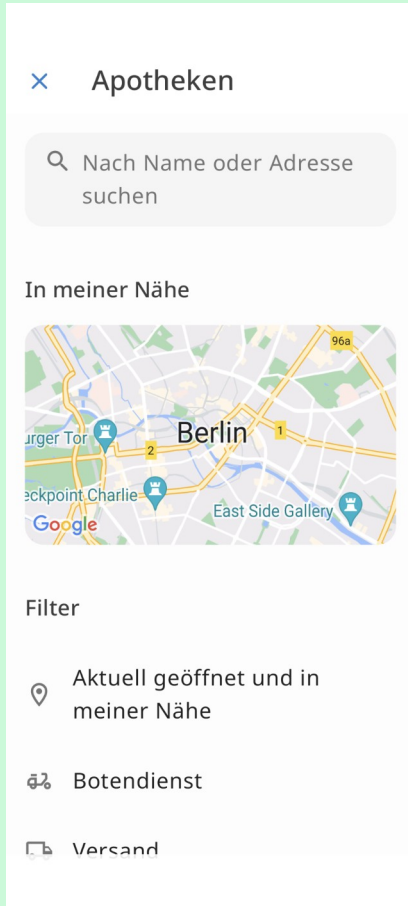 Apotheken
Nach Name oder Adresse
suchen
In meiner Nähe
96a
urger Tor
Berlin
1
2
eckpoint Charlie
East Side Gallery
Google
Filter
Aktuell geöffnet und in
meiner Nähe
Botendienst
Versand